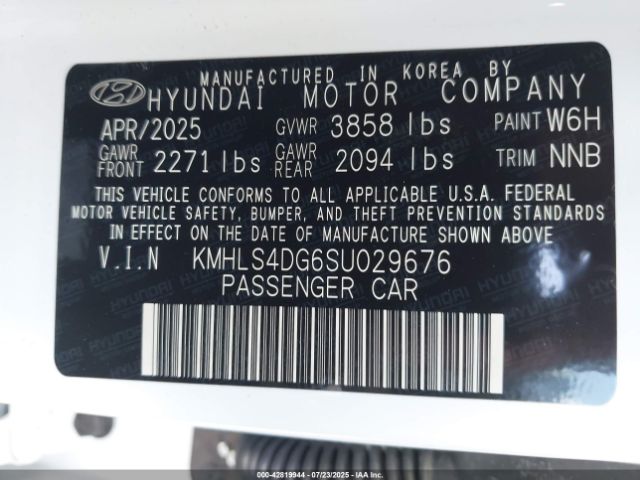 MANUFACTURED IN KOREA BY
HYUNDAI MOTOR COMPANY
APR/2025 GVWR 3858 lbs PAINT W6H
GAWR FRONT 2271 lbs GAWR REAR 2094 lbs TRIM NNB
THIS VEHICLE CONFORMS TO ALL APPLICABLE U.S.A. FEDERAL
MOTOR VEHICLE SAFETY, BUMPER, AND THEFT PREVENTION STANDARDS
IN EFFECT ON THE DATE OF MANUFACTURE SHOWN ABOVE
V.I.N KMHLS4DG6SU029676
PASSENGER CAR
000-42819944 07/23/2025 IAAI.CA